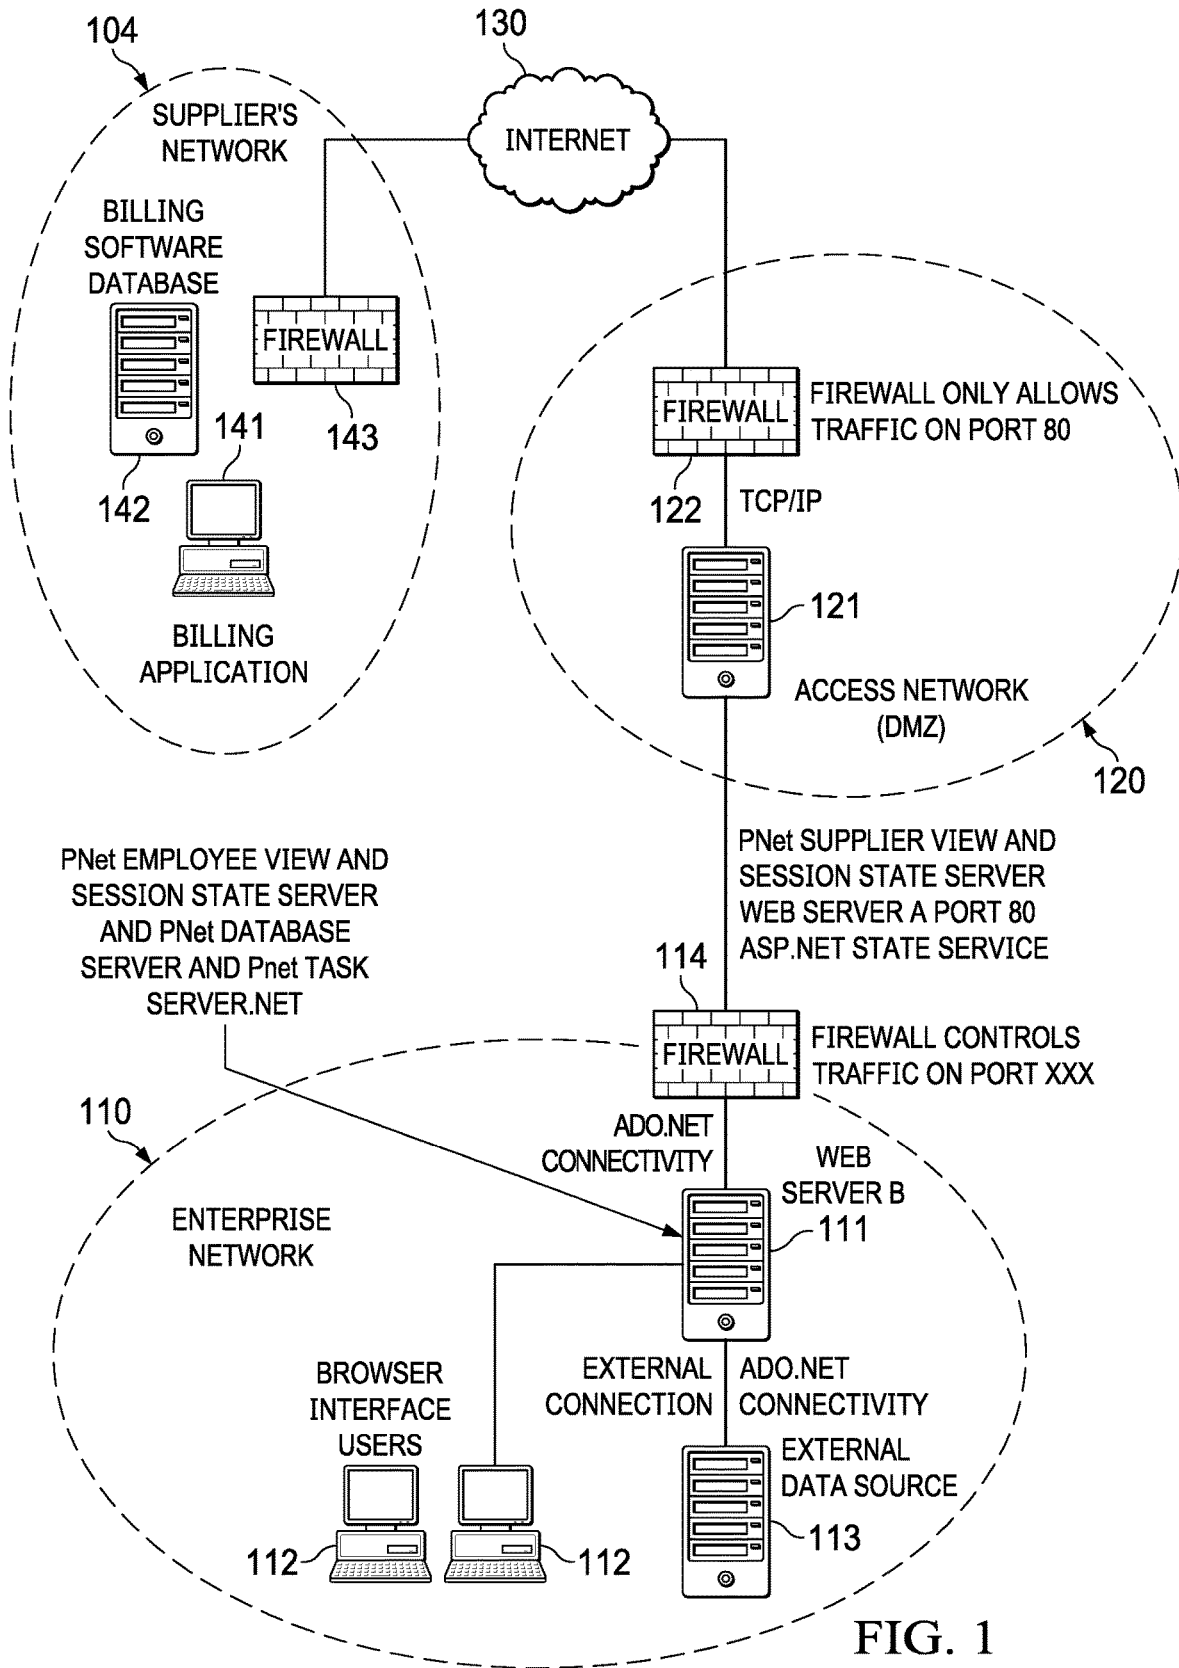 104
130
SUPPLIER'S
NETWORK
INTERNET
BILLING
SOFTWARE
DATABASE
FIREWALL
141
143
142
BILLING
APPLICATION
FIREWALL
FIREWALL ONLY ALLOWS
TRAFFIC ON PORT 80
122
TCP/IP
121
ACCESS NETWORK
(DMZ)
120
PNet EMPLOYEE VIEW AND
SESSION STATE SERVER
AND PNet DATABASE
SERVER AND Pnet TASK
SERVER.NET
PNet SUPPLIER VIEW AND
SESSION STATE SERVER
WEB SERVER A PORT 80
ASP.NET STATE SERVICE
114
FIREWALL
FIREWALL CONTROLS
TRAFFIC ON PORT XXX
110
ADO.NET
CONNECTIVITY
WEB
SERVER B
111
ENTERPRISE
NETWORK
BROWSER
INTERFACE
USERS
EXTERNAL
CONNECTION
ADO.NET
CONNECTIVITY
EXTERNAL
DATA SOURCE
112
112
113
FIG. 1